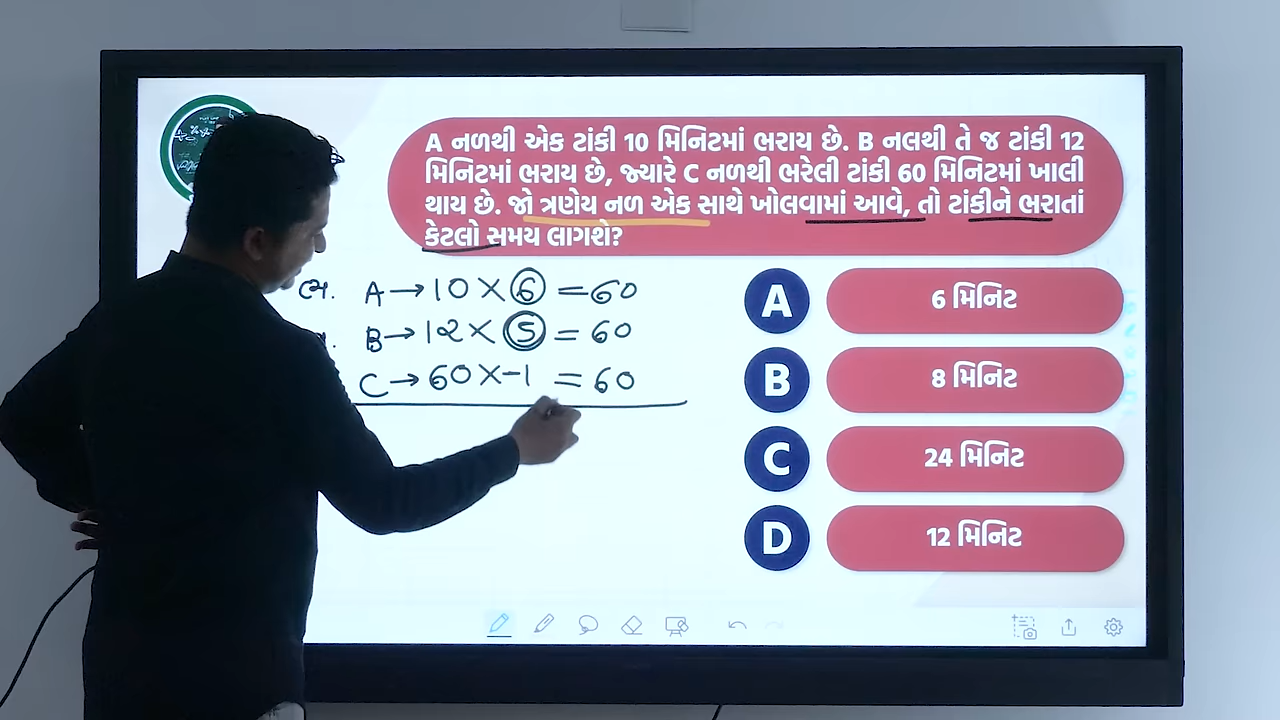 A નળથી એક ટાંકી 10 મિનિટમાં ભરાય છે. B નલથી તે જ ટાંકી 12
મિનિટમાં ભરાય છે, જ્યારે C નળથી ભરેલી ટાંકી 60 મિનિટમાં ખાલી
થાય છે. જો ત્રણેય નળ એક સાથે ખોલવામાં આવે, તો ટાંકીને ભરાતાં
કેટલો સમય લાગશે?
A → 10 × 6 = 60
B → 12 × 5 = 60
C → 60 × -1 = 60
A 6 મિનિટ
B 8 મિનિટ
C 24 મિનિટ
D 12 મિનિટ